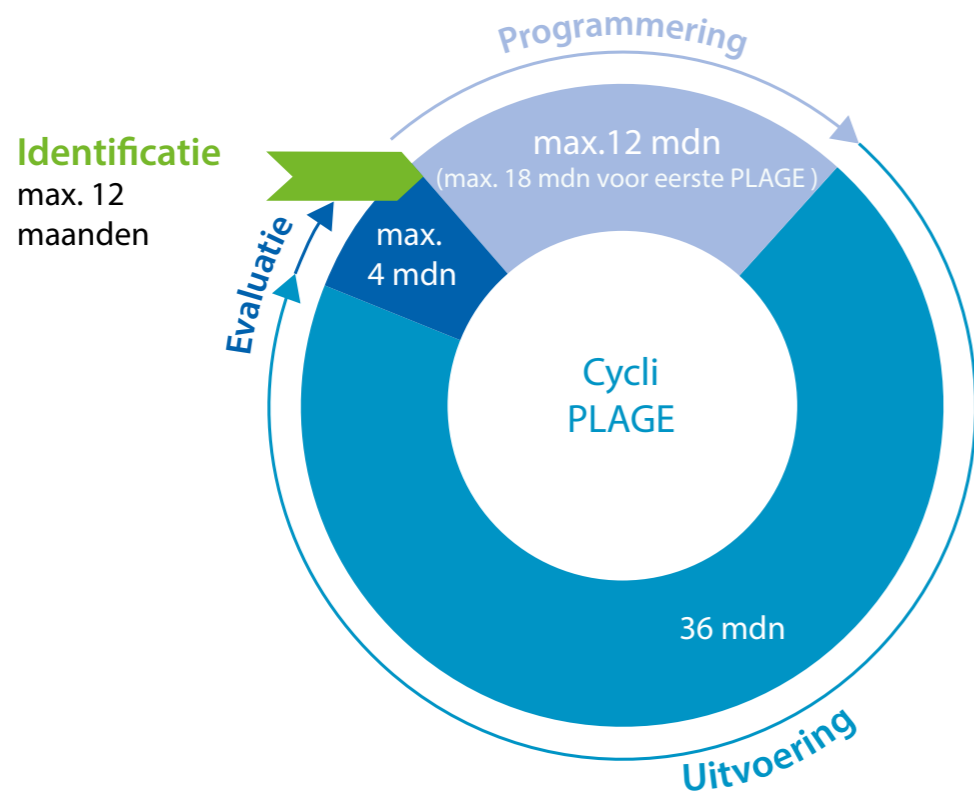 Programmering
Identificatie
max. 12
maanden
max.12 mdn
(max. 18 mdn voor eerste PLAGE )
max.
4 mdn
Evaluatie
Cycli
PLAGE
36 mdn
Uitvoering